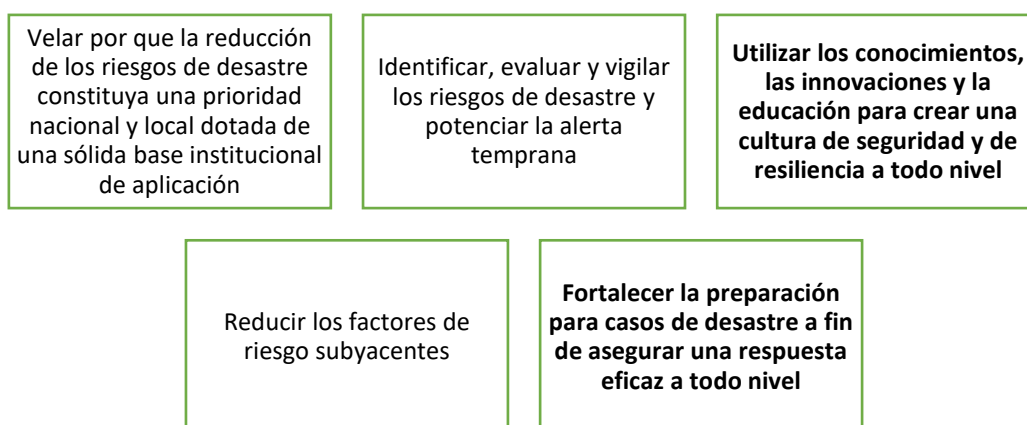 Velar por que la reducción
de los riesgos de desastre
constituya una prioridad
nacional y local dotada de
una sólida base institucional
de aplicación
Identificar, evaluar y vigilar
los riesgos de desastre y
potenciar la alerta
temprana
Utilizar los conocimientos,
las innovaciones y la
educación para crear una
cultura de seguridad y de
resiliencia a todo nivel
Reducir los factores de
riesgo subyacentes
Fortalecer la preparación
para casos de desastre a fin
de asegurar una respuesta
eficaz a todo nivel